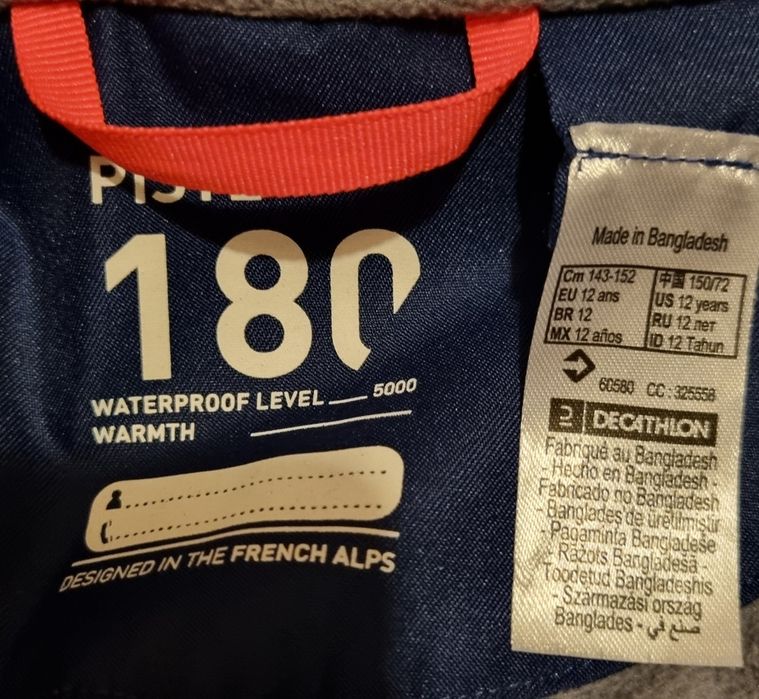 PISTE
180
WATERPROOF LEVEL 5000
WARMTH
DESIGNED IN THE FRENCH ALPS
Made in Bangladesh
Cm 143-152 中国 150/72
EU 12 ans US 12 years
BR 12 RU 12 лет
MX 12 años ID 12 Tahun
60580 CC : 325558
DECATHLON
Fabriqué au Bangladesh
- Hecho en Bangladesh -
Fabricado no Bangladesh
- Banglades de üretilmiştir
Pagaminta Bangladeše
- Ražots Bangladešā -
Toodetud Bangladeshis
- Származási ország
Banglades - صنع في